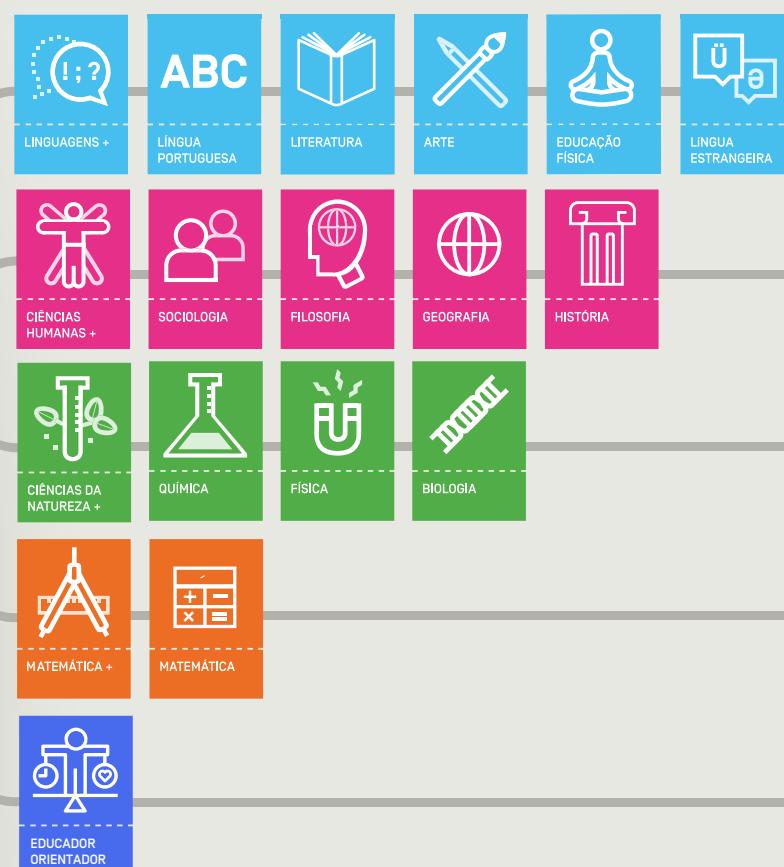 ! ; ?
LINGUAGENS +
ABC
LÍNGUA
PORTUGUESA
LITERATURA
ARTE
EDUCAÇÃO
FÍSICA
Ü
ə
LÍNGUA
ESTRANGEIRA
CIÊNCIAS
HUMANAS +
SOCIOLOGIA
FILOSOFIA
GEOGRAFIA
HISTÓRIA
CIÊNCIAS DA
NATUREZA +
QUÍMICA
FÍSICA
BIOLOGIA
MATEMÁTICA +
+ −
× =
MATEMÁTICA
EDUCADOR
ORIENTADOR